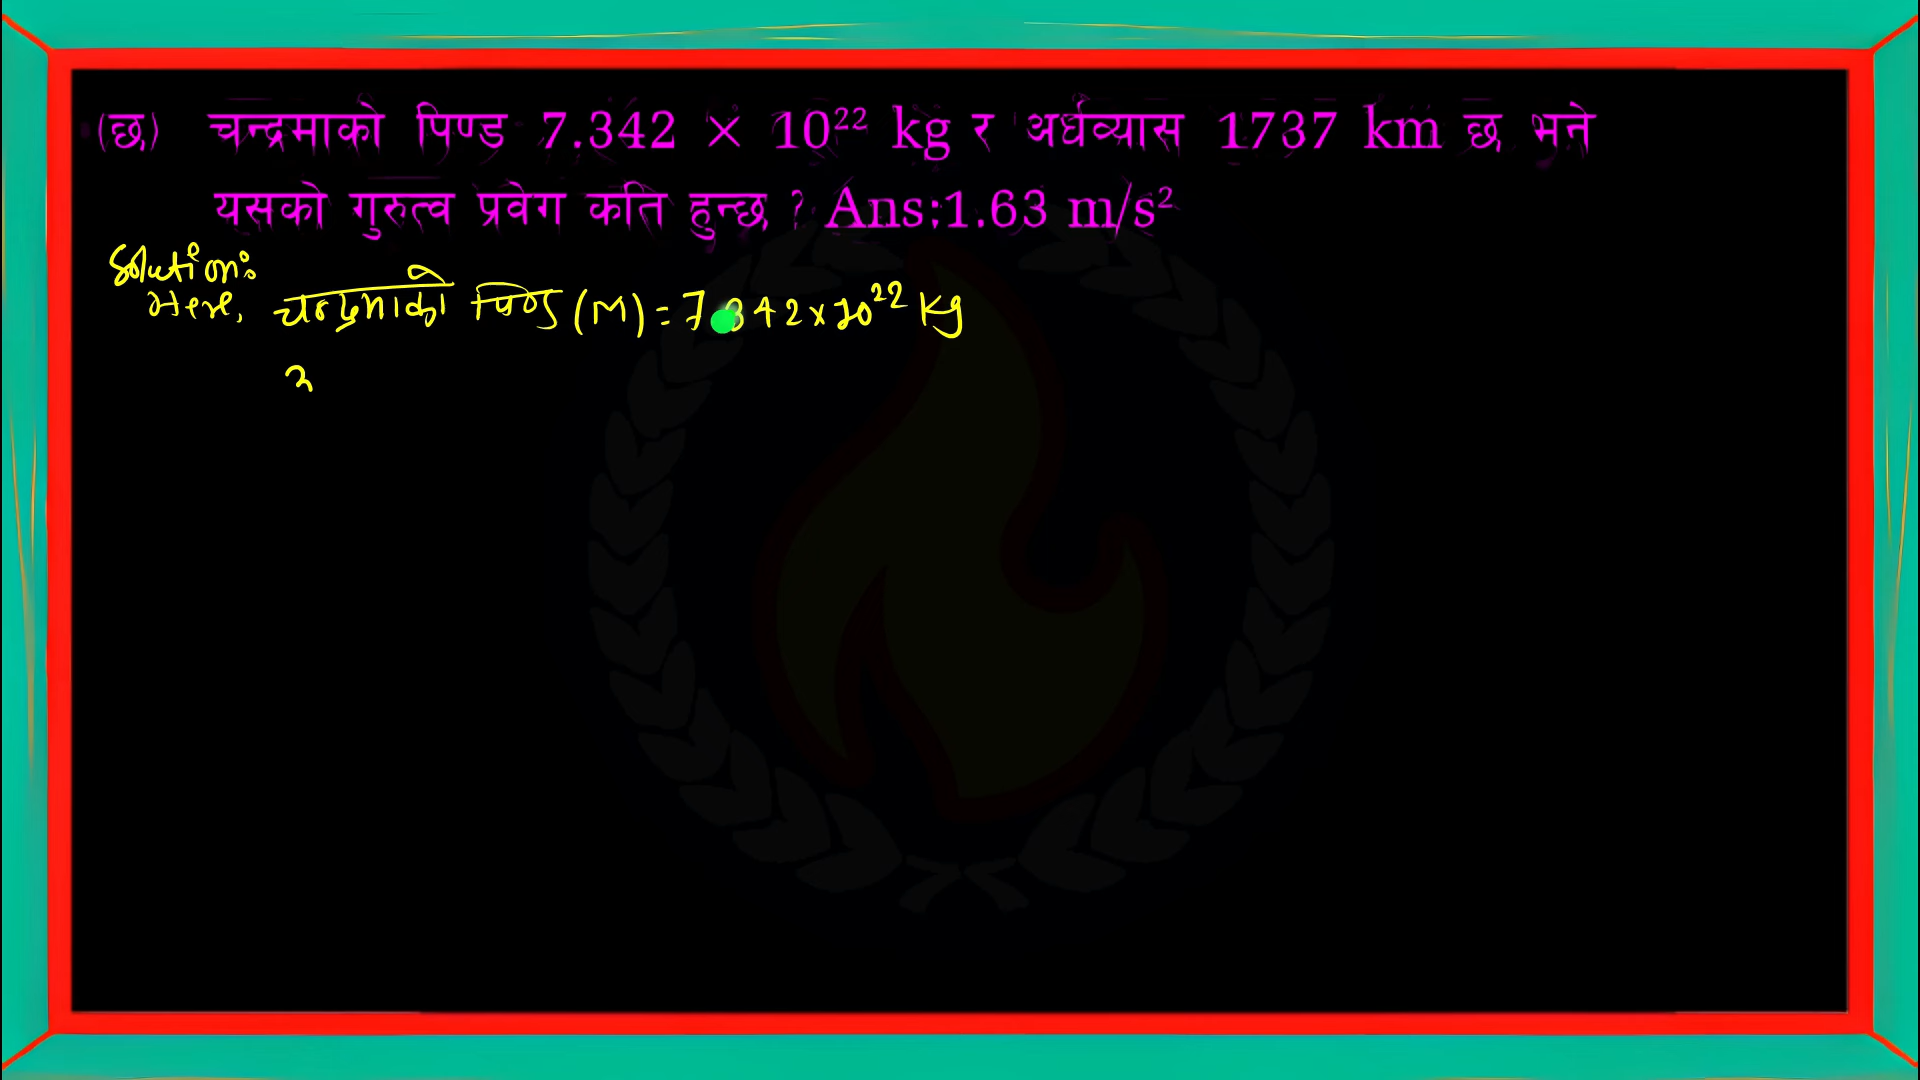 (छ) चन्द्रमाको पिण्ड 7.342 × 10²² kg र अर्धव्यास 1737 km छ भने
यसको गुरुत्व प्रवेग कति हुन्छ ? Ans:1.63 m/s²
Solution:
Here, चन्द्रमाको पिण्ड (M) = 7.342 × 10²² kg